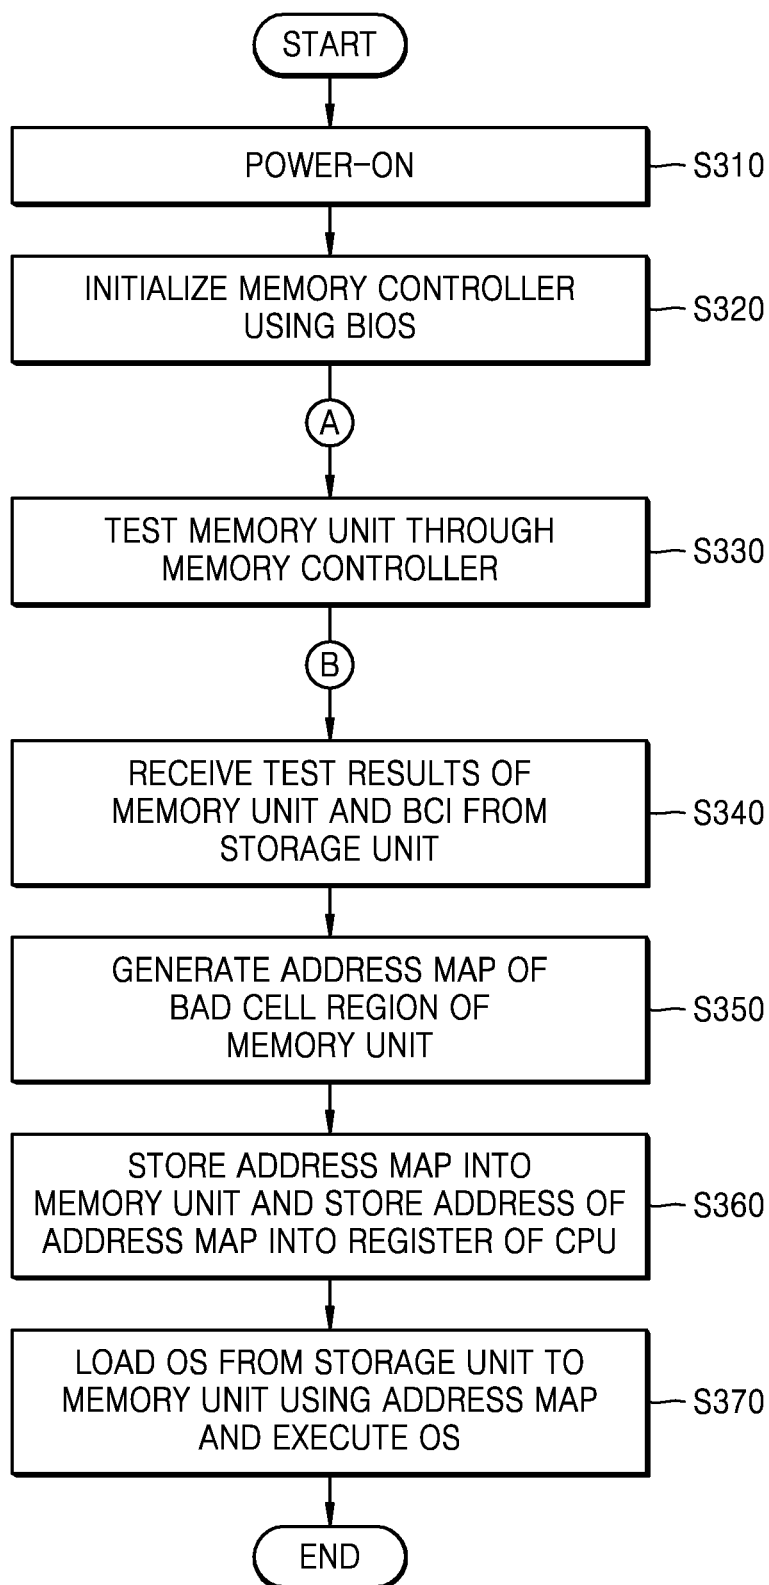 START
POWER-ON
S310
INITIALIZE MEMORY CONTROLLER
USING BIOS
S320
A
TEST MEMORY UNIT THROUGH
MEMORY CONTROLLER
S330
B
RECEIVE TEST RESULTS OF
MEMORY UNIT AND BCI FROM
STORAGE UNIT
S340
GENERATE ADDRESS MAP OF
BAD CELL REGION OF
MEMORY UNIT
S350
STORE ADDRESS MAP INTO
MEMORY UNIT AND STORE ADDRESS OF
ADDRESS MAP INTO REGISTER OF CPU
S360
LOAD OS FROM STORAGE UNIT TO
MEMORY UNIT USING ADDRESS MAP
AND EXECUTE OS
S370
END